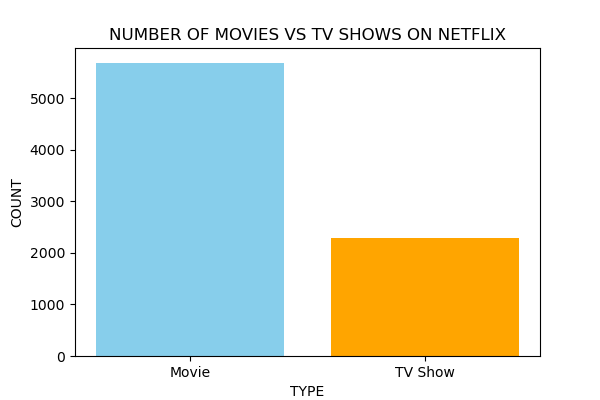 NUMBER OF MOVIES VS TV SHOWS ON NETFLIX
5000
4000
3000
2000
1000
0
COUNT
Movie
TV Show
TYPE